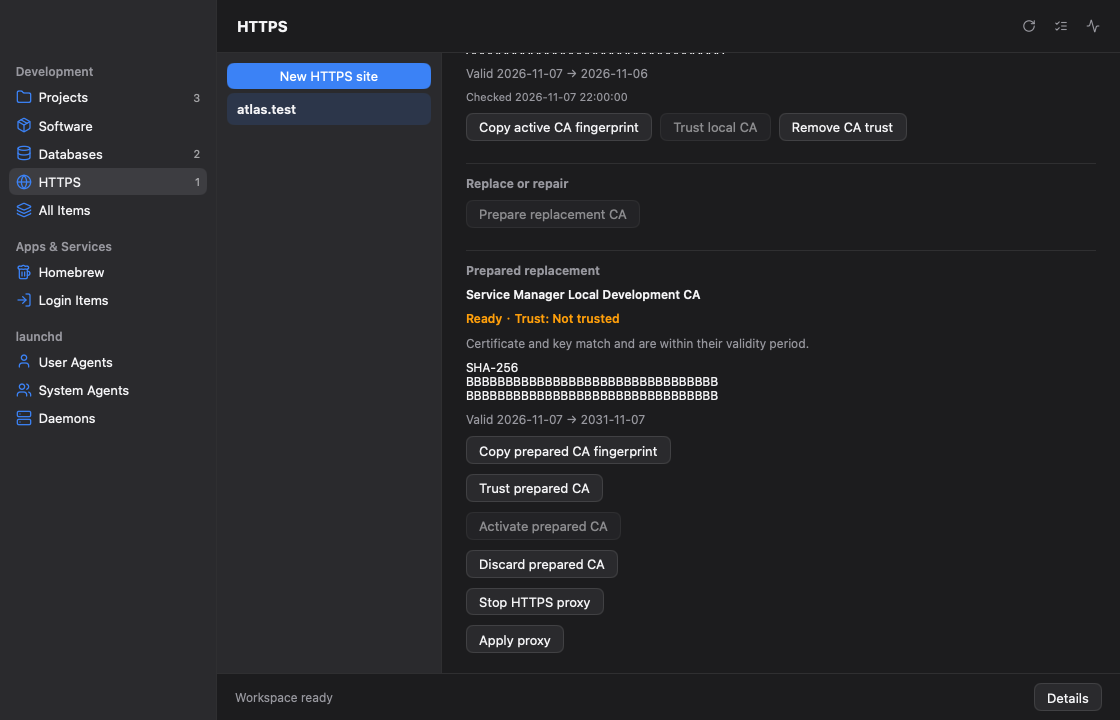 HTTPS
Development
Projects 3
Software
Databases 2
HTTPS 1
All Items
Apps & Services
Homebrew
Login Items
launchd
User Agents
System Agents
Daemons
New HTTPS site
atlas.test
Valid 2026-11-07 → 2026-11-06
Checked 2026-11-07 22:00:00
Copy active CA fingerprint
Trust local CA
Remove CA trust
Replace or repair
Prepare replacement CA
Prepared replacement
Service Manager Local Development CA
Ready · Trust: Not trusted
Certificate and key match and are within their validity period.
SHA-256
BBBBBBBBBBBBBBBBBBBBBBBBBBBBBBBB
BBBBBBBBBBBBBBBBBBBBBBBBBBBBBBBB
Valid 2026-11-07 → 2031-11-07
Copy prepared CA fingerprint
Trust prepared CA
Activate prepared CA
Discard prepared CA
Stop HTTPS proxy
Apply proxy
Workspace ready
Details